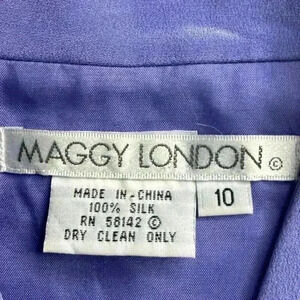 MAGGY LONDON ©
10
MADE IN CHINA
100% SILK
RN 58142 ©
DRY CLEAN ONLY